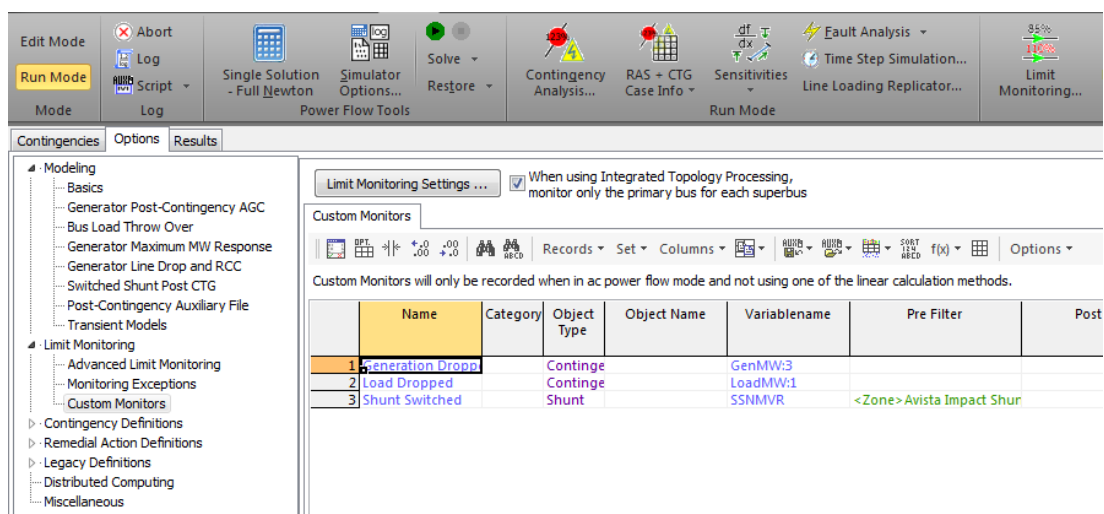 Edit Mode
Run Mode
Mode
Abort
Log
Script
Log
Single Solution
- Full Newton
Simulator
Options...
Solve
Restore
Power Flow Tools
Contingency
Analysis...
RAS + CTG
Case Info
Sensitivities
Fault Analysis
Time Step Simulation...
Line Loading Replicator...
Run Mode
Limit
Monitoring...
Contingencies Options Results
Modeling
Basics
Generator Post-Contingency AGC
Bus Load Throw Over
Generator Maximum MW Response
Generator Line Drop and RCC
Switched Shunt Post CTG
Post-Contingency Auxiliary File
Transient Models
Limit Monitoring
Advanced Limit Monitoring
Monitoring Exceptions
Custom Monitors
Contingency Definitions
Remedial Action Definitions
Legacy Definitions
Distributed Computing
Miscellaneous
Limit Monitoring Settings ...
When using Integrated Topology Processing,
monitor only the primary bus for each superbus
Custom Monitors
Records Set Columns f(x) Options
Custom Monitors will only be recorded when in ac power flow mode and not using one of the linear calculation methods.
Name Category Object Type Object Name Variablename Pre Filter Post
1 Generation Droppe Continge GenMW:3
2 Load Dropped Continge LoadMW:1
3 Shunt Switched Shunt SSNMVR <Zone>Avista Impact Shur